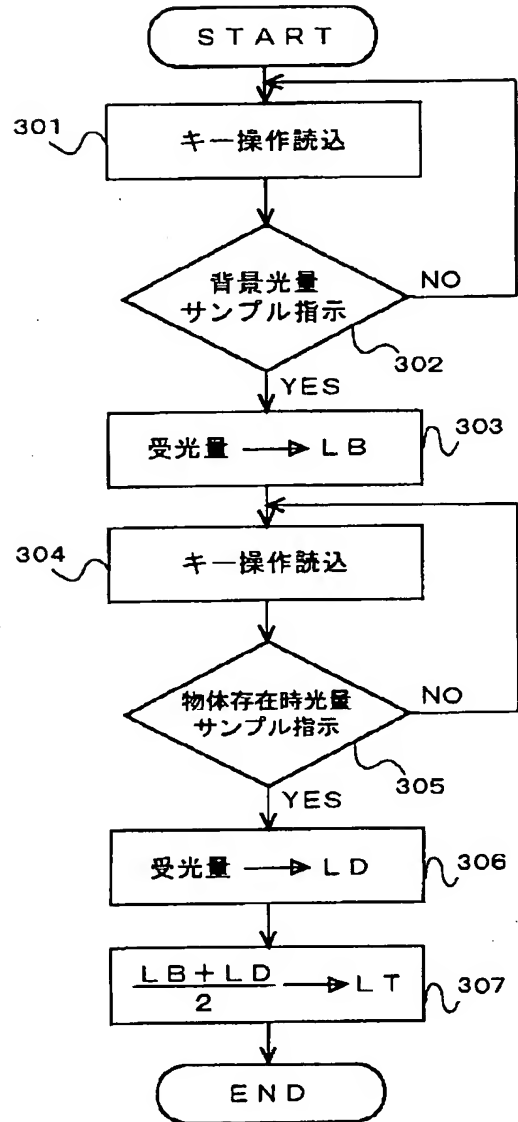 START
301
キー操作読込
背景光量
サンプル指示
NO
302
YES
受光量 → LB
303
304
キー操作読込
物体存在時光量
サンプル指示
NO
305
YES
受光量 → LD
306
LB+LD
2
→ LT
307
END